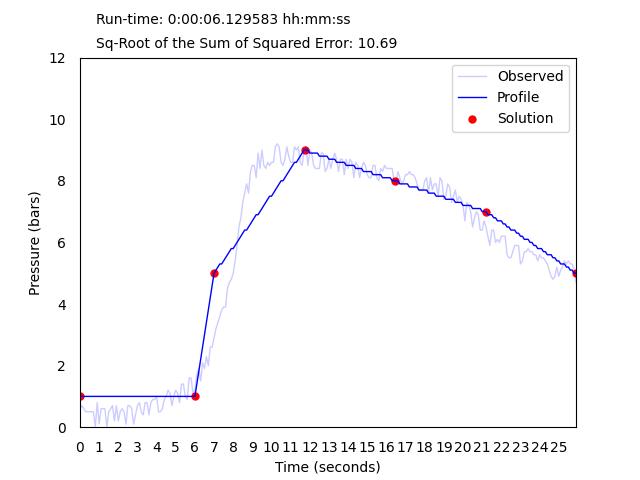 Run-time: 0:00:06.129583 hh:mm:ss
Sq-Root of the Sum of Squared Error: 10.69
Observed
Profile
Solution
12
10
8
6
4
2
0
Pressure (bars)
0 1 2 3 4 5 6 7 8 9 10 11 12 13 14 15 16 17 18 19 20 21 22 23 24 25
Time (seconds)